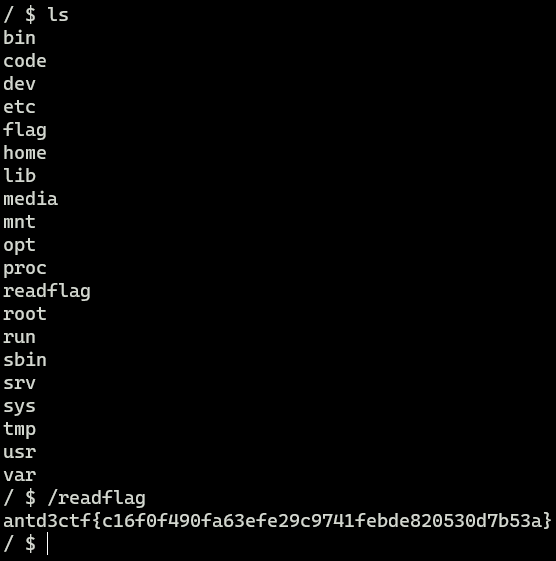 / $ ls
bin
code
dev
etc
flag
home
lib
media
mnt
opt
proc
readflag
root
run
sbin
srv
sys
tmp
usr
var
/ $ /readflag
antd3ctf{c16f0f490fa63efe29c9741febde820530d7b53a}
/ $